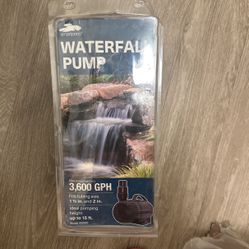 WATERFALL
PUMP
3,600 GPH
Fits tubing size
1 ½ in. and 2 in.
Ideal pumping
height
up to 15 ft.